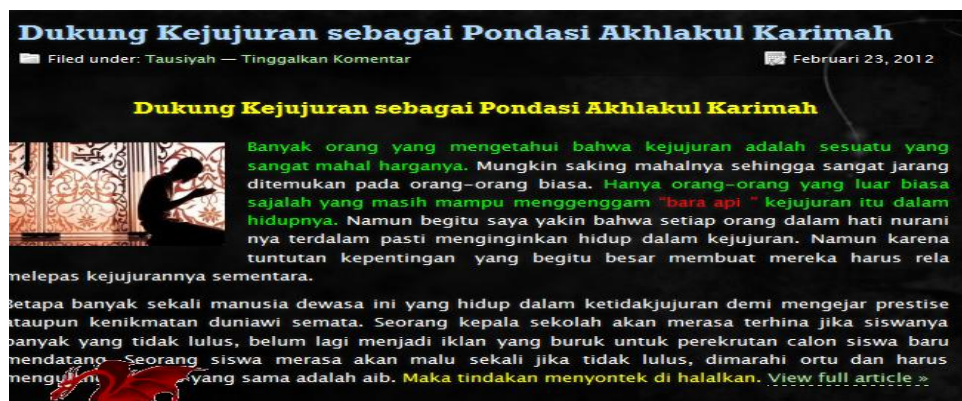 Dukung Kejujuran sebagai Pondasi Akhlakul Karimah
Filed under: Tausiyah — Tinggalkan Komentar
Februari 23, 2012
Dukung Kejujuran sebagai Pondasi Akhlakul Karimah
Banyak orang yang mengetahui bahwa kejujuran adalah sesuatu yang
sangat mahal harganya. Mungkin saking mahalnya sehingga sangat jarang
ditemukan pada orang-orang biasa. Hanya orang-orang yang luar biasa
sajalah yang masih mampu menggenggam "bara api " kejujuran itu dalam
hidupnya. Namun begitu saya yakin bahwa setiap orang dalam hati nurani
nya terdalam pasti menginginkan hidup dalam kejujuran. Namun karena
tuntutan kepentingan yang begitu besar membuat mereka harus rela
melepas kejujurannya sementara.
Betapa banyak sekali manusia dewasa ini yang hidup dalam ketidakjujuran demi mengejar prestise
ataupun kenikmatan duniawi semata. Seorang kepala sekolah akan merasa terhina jika siswanya
banyak yang tidak lulus, belum lagi menjadi iklan yang buruk untuk perekrutan calon siswa baru
mendatang. Seorang siswa merasa akan malu sekali jika tidak lulus, dimarahi ortu dan harus
yang sama adalah aib. Maka tindakan menyontek di halalkan. View full article »